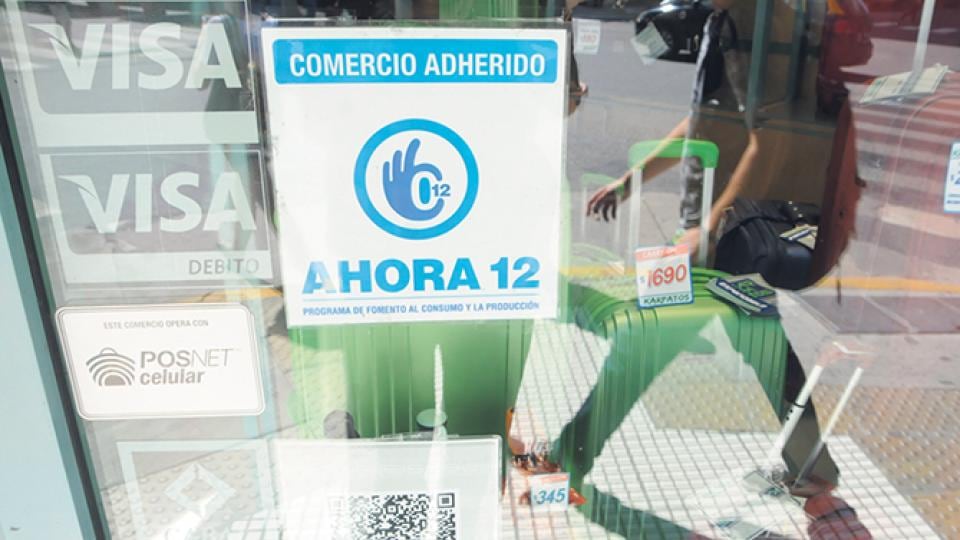 VISA
COMERCIO ADHERIDO
12
AHORA 12
PROGRAMA DE FOMENTO AL CONSUMO Y LA PRODUCCIÓN
VISA
DEBITO
ESTE COMERCIO OPERA CON
POSNET
celular
1690
KARPATOS
345